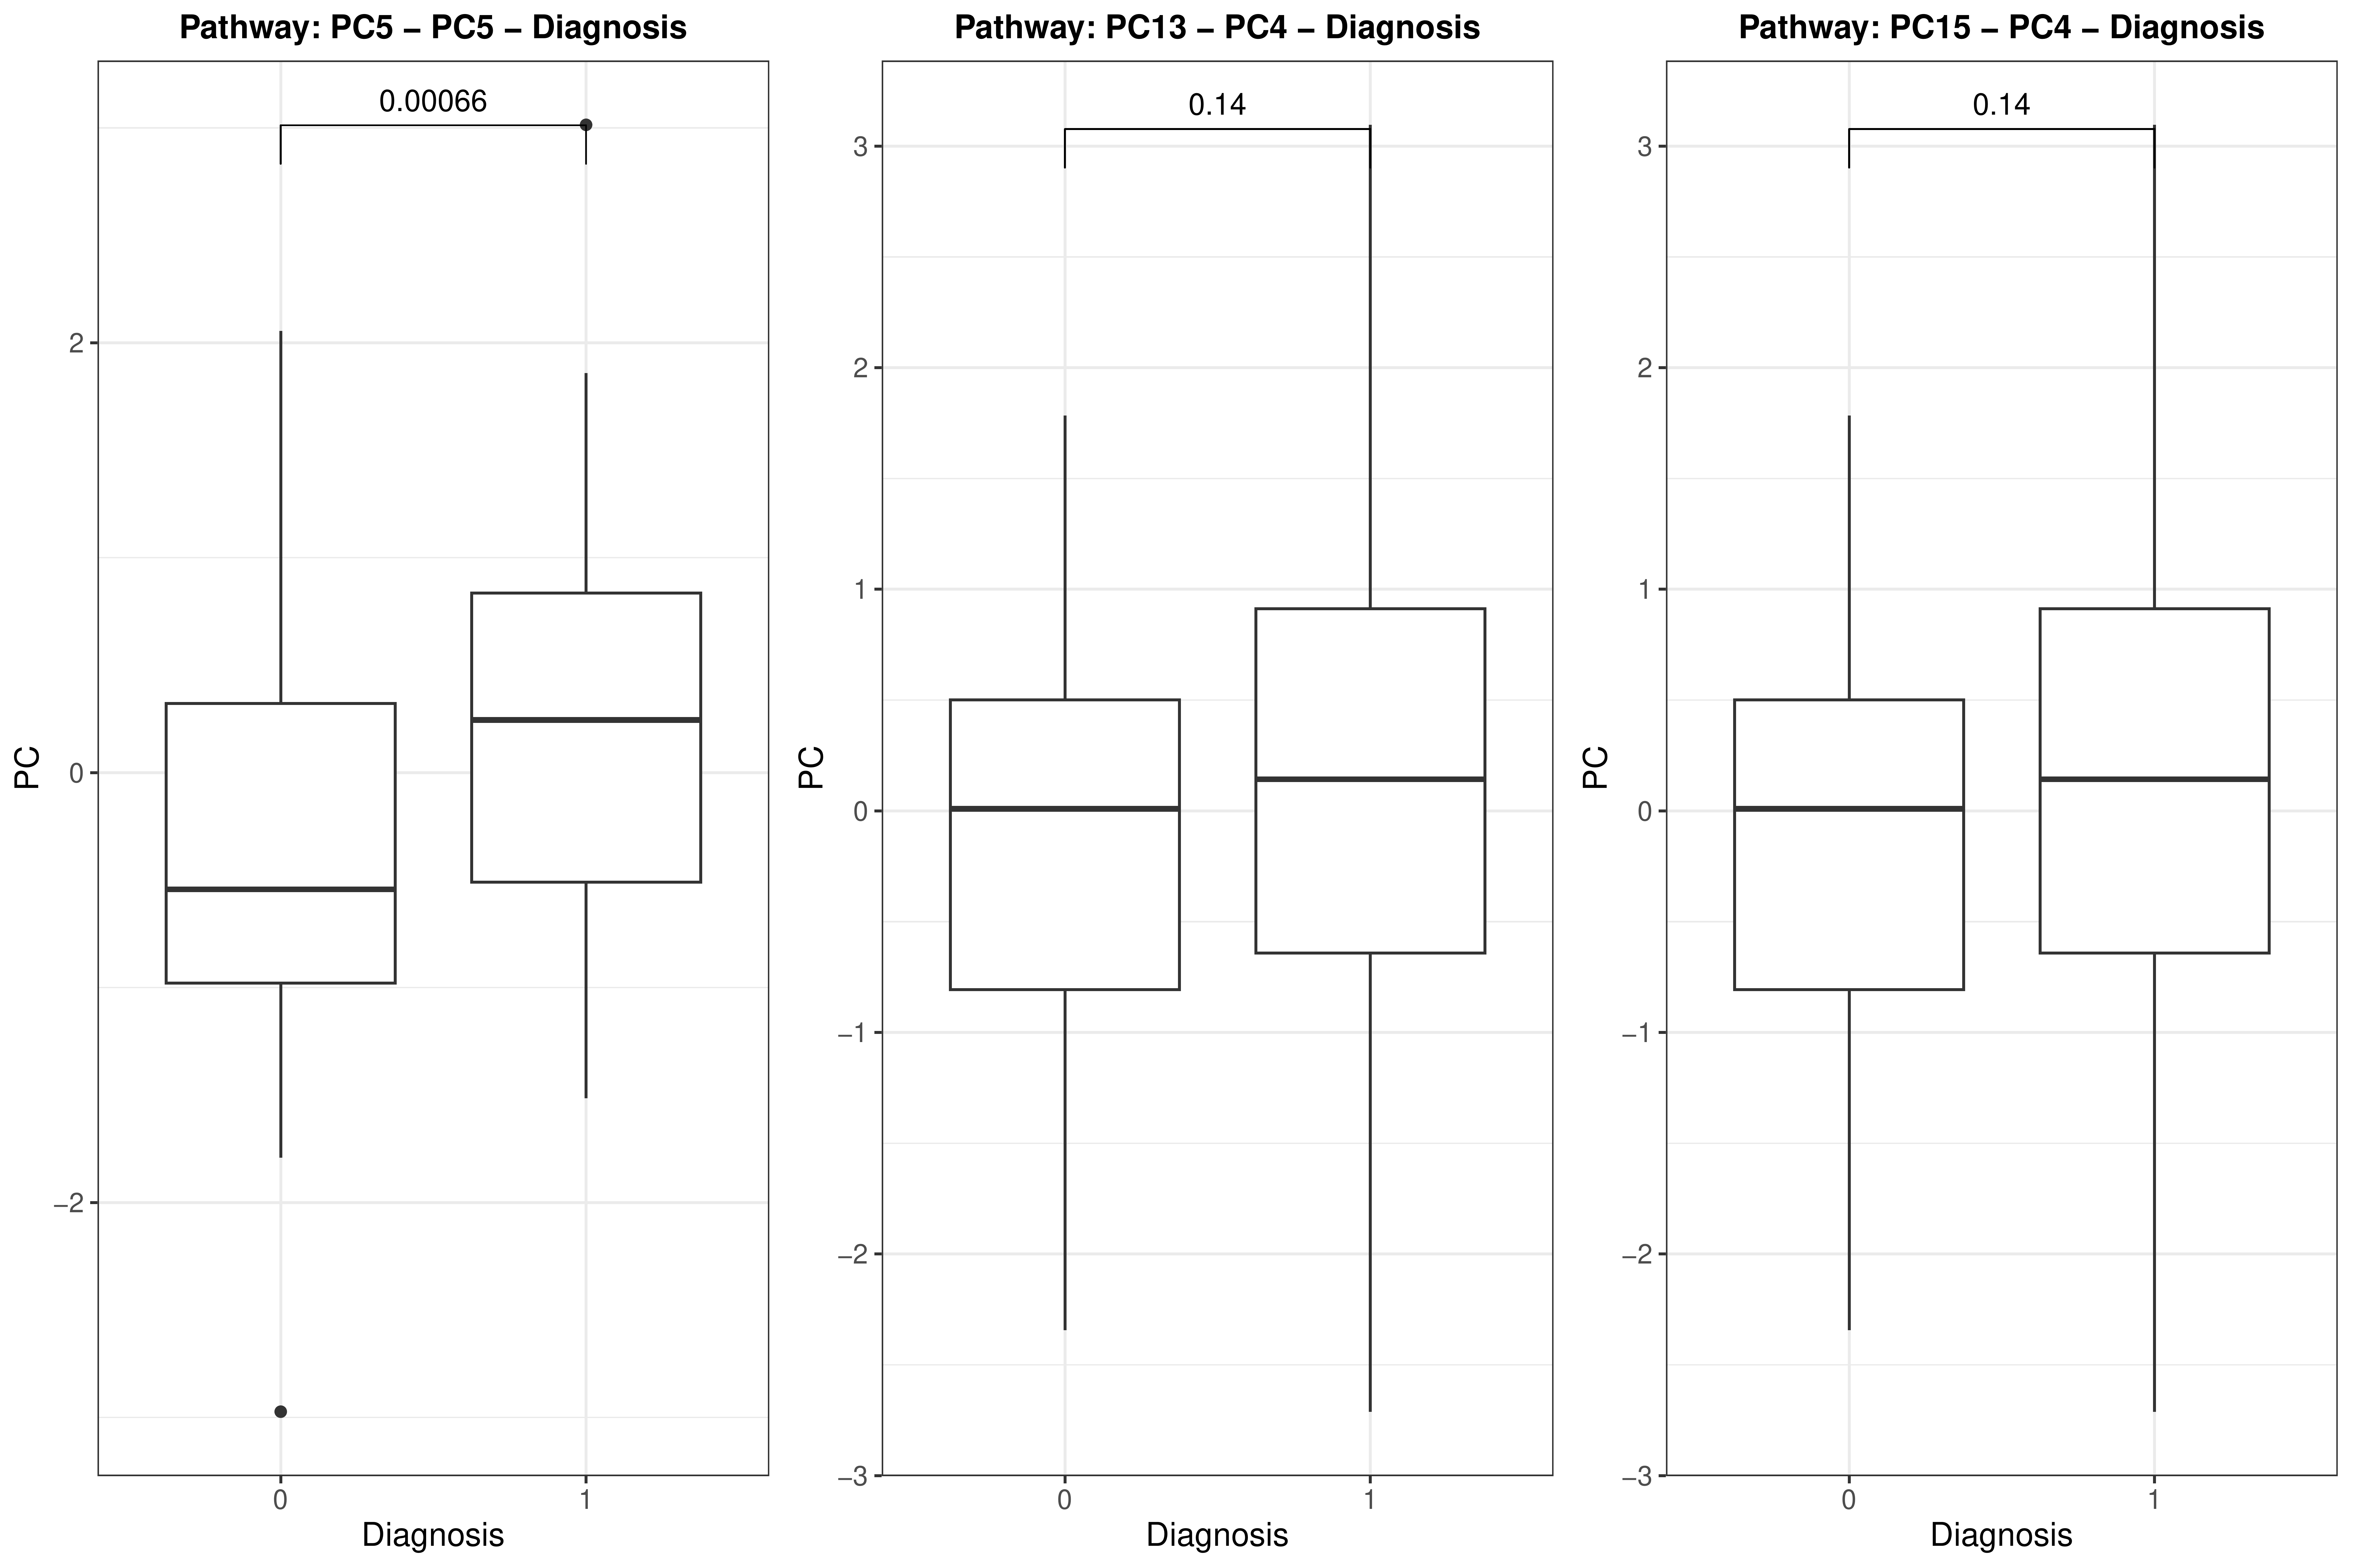 Pathway: PC5 – PC5 – Diagnosis
0.00066
2
0
−2
PC
0 1
Diagnosis
Pathway: PC13 – PC4 – Diagnosis
0.14
3
2
1
0
−1
−2
−3
PC
0 1
Diagnosis
Pathway: PC15 – PC4 – Diagnosis
0.14
3
2
1
0
−1
−2
−3
PC
0 1
Diagnosis